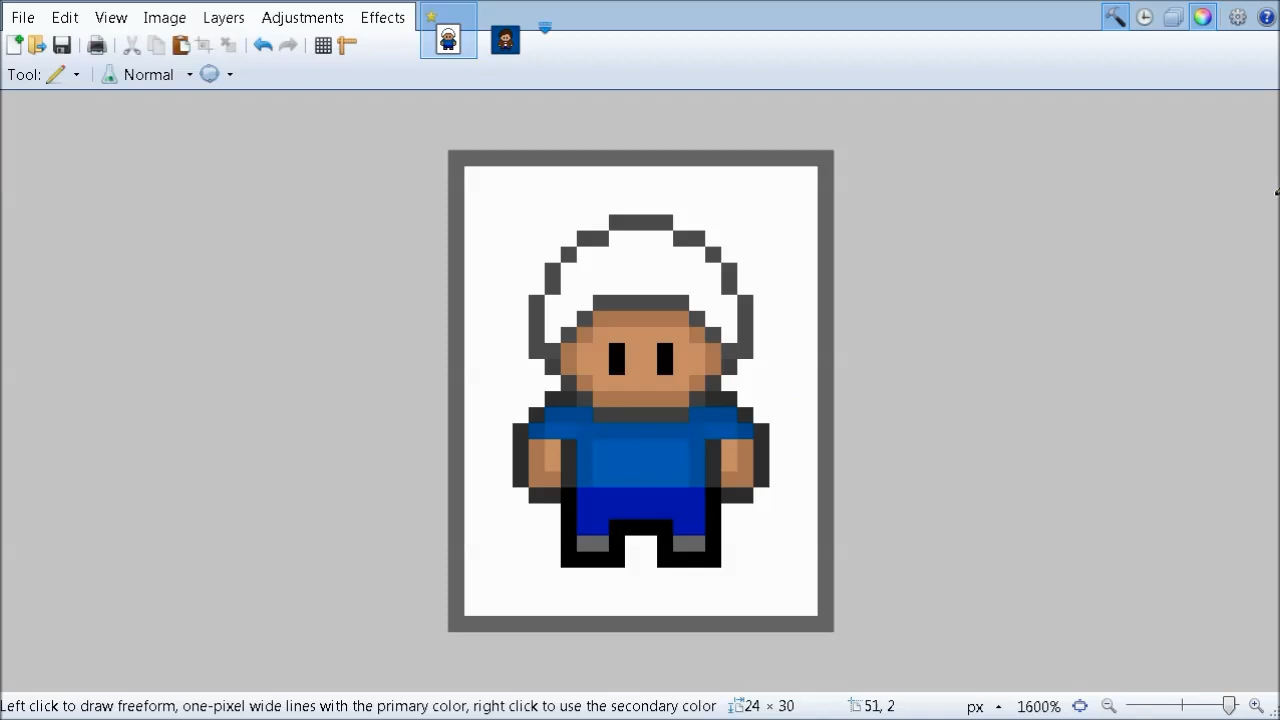 File Edit View Image Layers Adjustments Effects
Tool: Normal
Left click to draw freeform, one-pixel wide lines with the primary color, right click to use the secondary color 24 × 30 51, 2 px 1600%